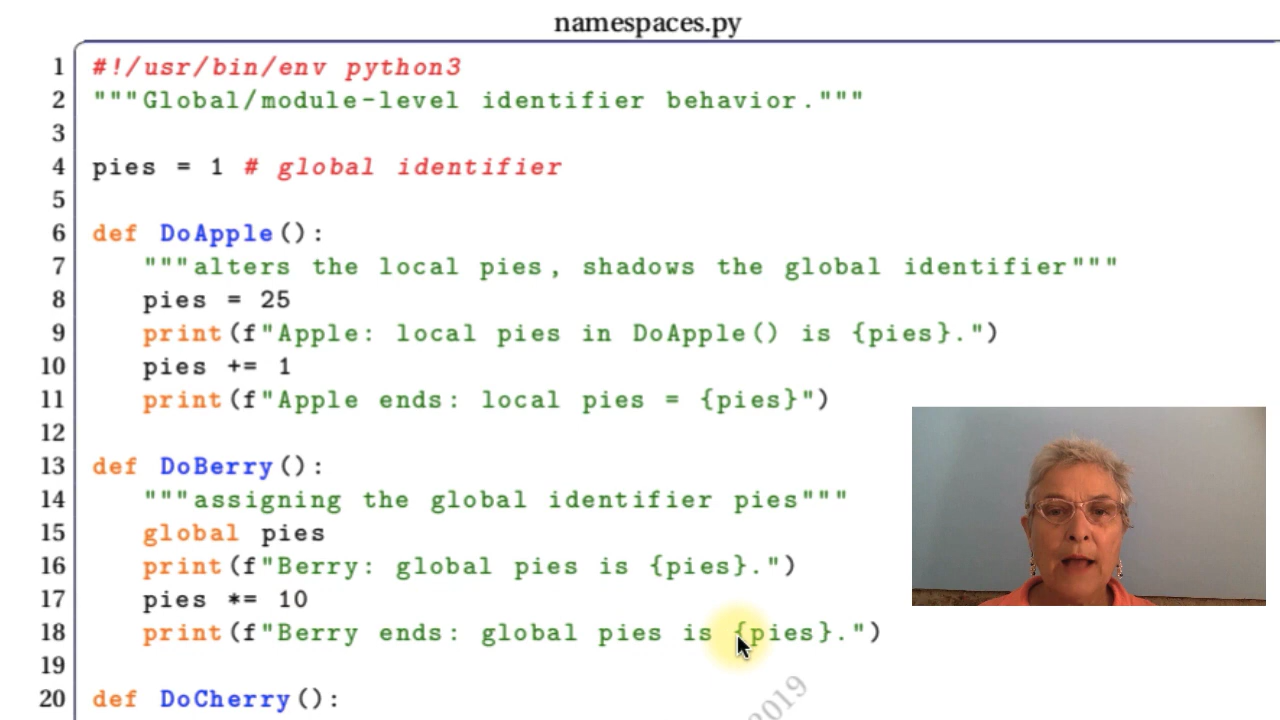 namespaces.py
1 #!/usr/bin/env python3
2 """Global/module-level identifier behavior."""
3
4 pies = 1 # global identifier
5
6 def DoApple():
7 """alters the local pies, shadows the global identifier"""
8 pies = 25
9 print(f"Apple: local pies in DoApple() is {pies}.")
10 pies += 1
11 print(f"Apple ends: local pies = {pies}")
12
13 def DoBerry():
14 """assigning the global identifier pies"""
15 global pies
16 print(f"Berry: global pies is {pies}.")
17 pies *= 10
18 print(f"Berry ends: global pies is {pies}.")
19
20 def DoCherry():
2019